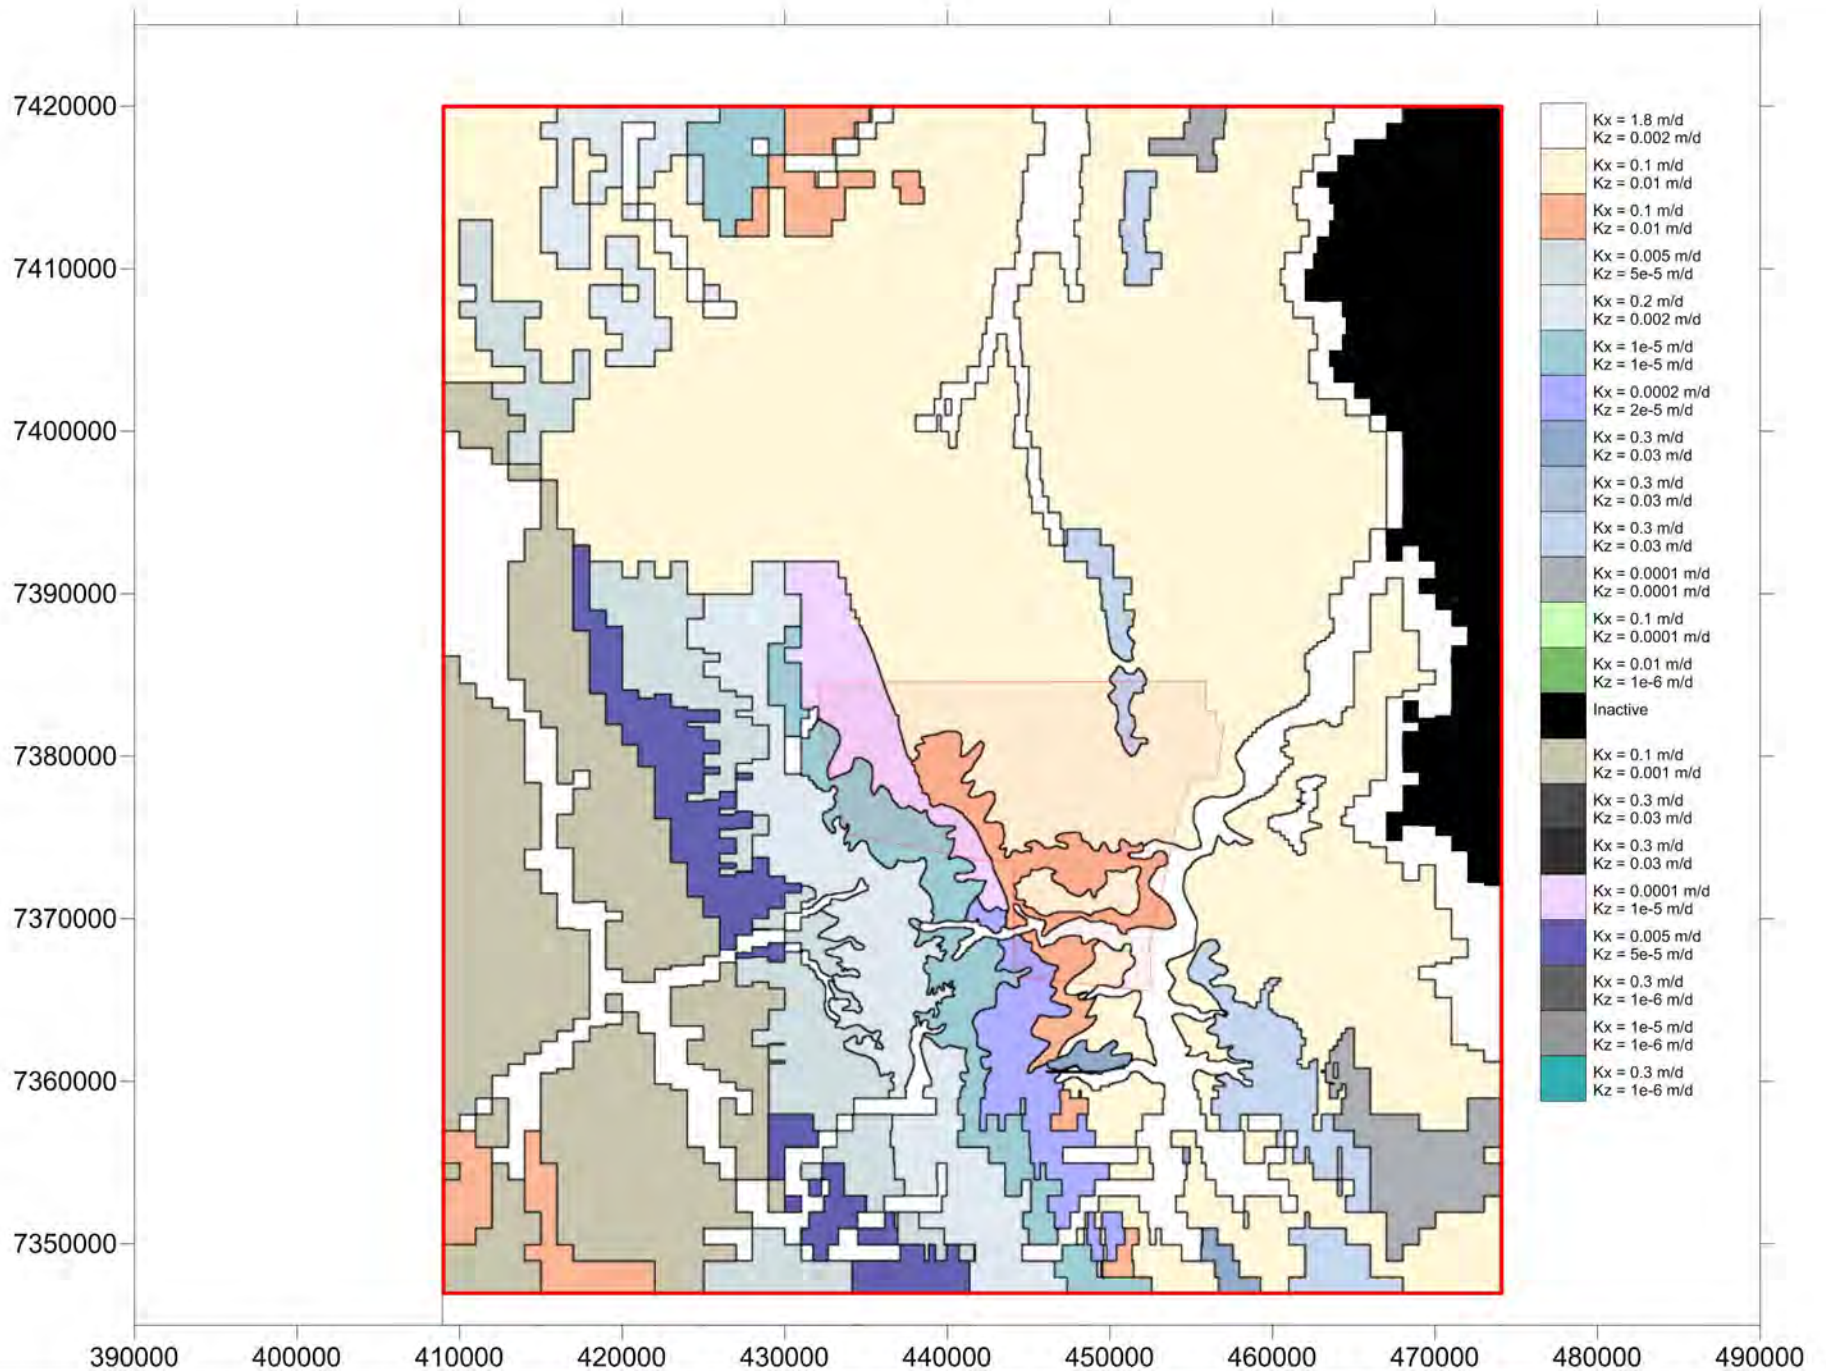 7420000
7410000
7400000
7390000
7380000
7370000
7360000
7350000
390000 400000 410000 420000 430000 440000 450000 460000 470000 480000 490000
Kx = 1.8 m/d
Kz = 0.002 m/d
Kx = 0.1 m/d
Kz = 0.01 m/d
Kx = 0.1 m/d
Kz = 0.01 m/d
Kx = 0.005 m/d
Kz = 5e-5 m/d
Kx = 0.2 m/d
Kz = 0.002 m/d
Kx = 1e-5 m/d
Kz = 1e-5 m/d
Kx = 0.0002 m/d
Kz = 2e-5 m/d
Kx = 0.3 m/d
Kz = 0.03 m/d
Kx = 0.3 m/d
Kz = 0.03 m/d
Kx = 0.3 m/d
Kz = 0.03 m/d
Kx = 0.0001 m/d
Kz = 0.0001 m/d
Kx = 0.1 m/d
Kz = 0.0001 m/d
Kx = 0.01 m/d
Kz = 1e-6 m/d
Inactive
Kx = 0.1 m/d
Kz = 0.001 m/d
Kx = 0.3 m/d
Kz = 0.03 m/d
Kx = 0.3 m/d
Kz = 0.03 m/d
Kx = 0.0001 m/d
Kz = 1e-5 m/d
Kx = 0.005 m/d
Kz = 5e-5 m/d
Kx = 0.3 m/d
Kz = 1e-6 m/d
Kx = 1e-5 m/d
Kz = 1e-6 m/d
Kx = 0.3 m/d
Kz = 1e-6 m/d